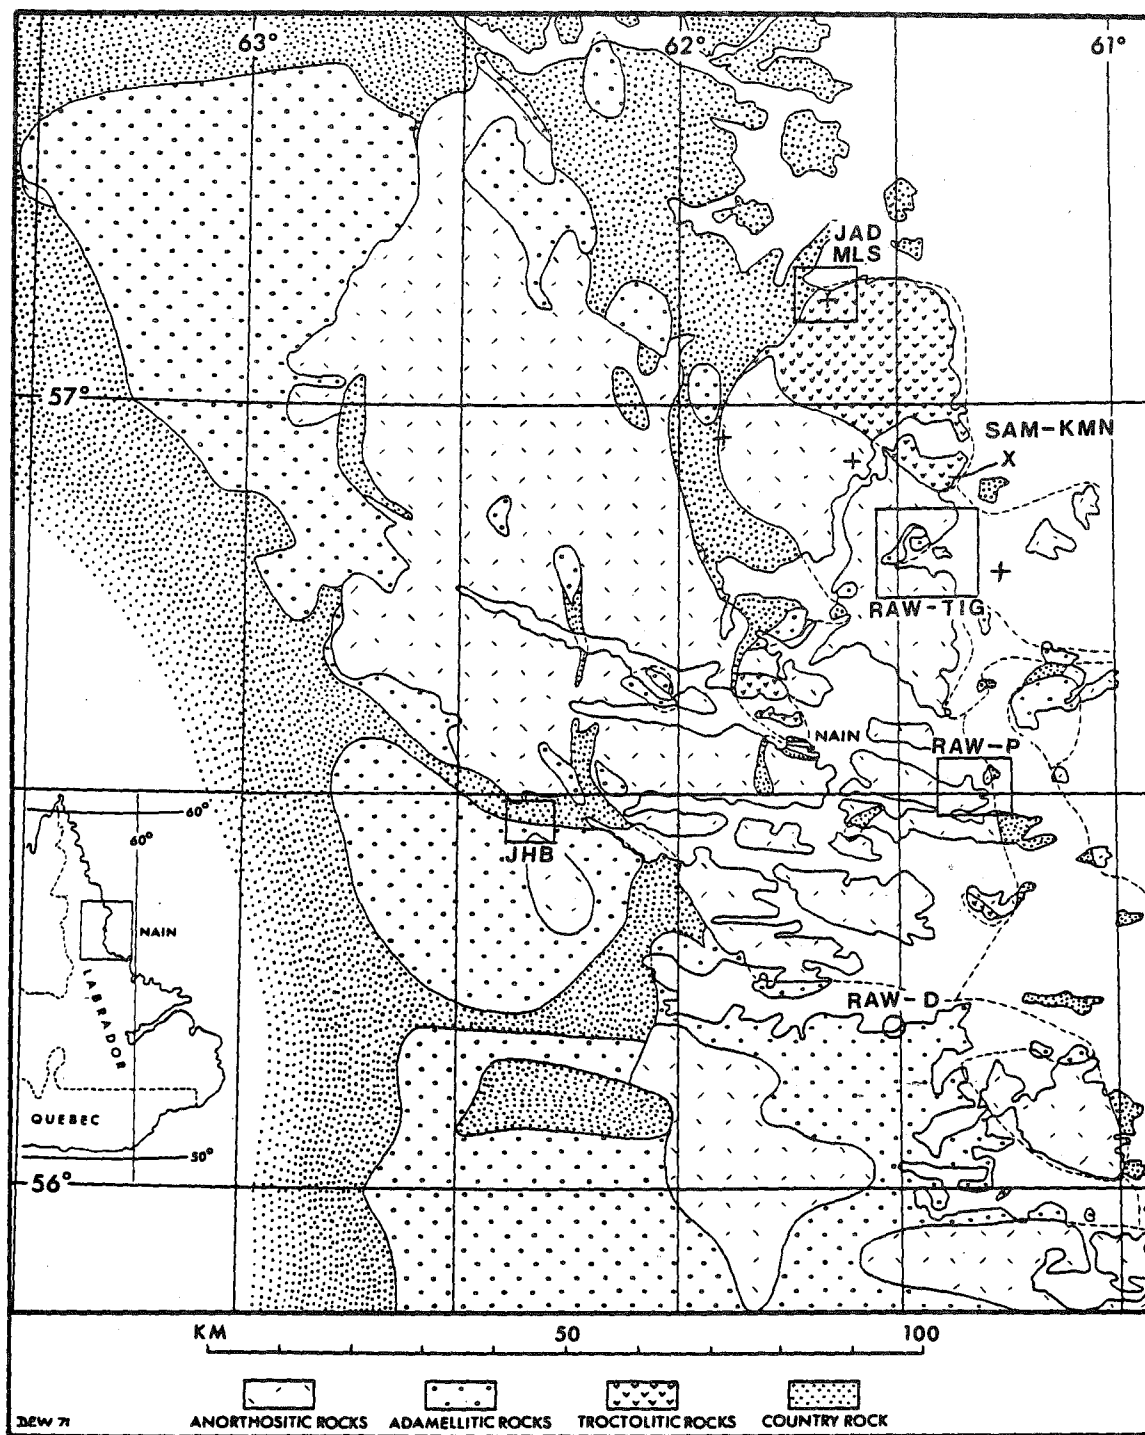 63°
62°
61°
JAD
MLS
57°
SAM-KMN
X
RAW-TIG
NAIN
RAW-P
JHB
60°
60°
NAIN
LABRADOR
RAW-D
QUEBEC
50°
56°
KM 50 100
ANORTHOSITIC ROCKS ADAMELLITIC ROCKS TROCTOLITIC ROCKS COUNTRY ROCK
DEW 71